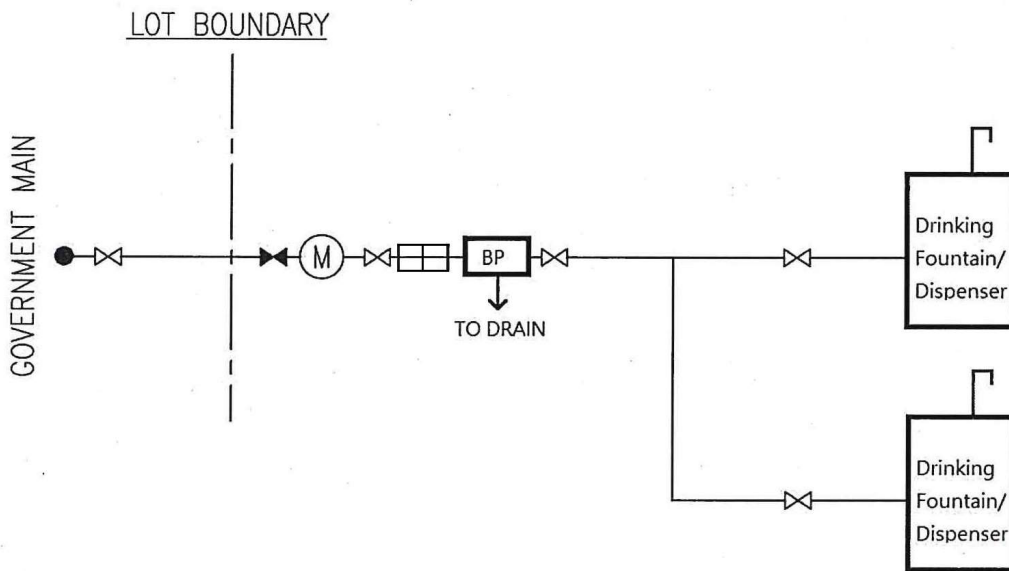 LOT BOUNDARY
GOVERNMENT MAIN
M
BP
TO DRAIN
Drinking
Fountain/
Dispenser
Drinking
Fountain/
Dispenser